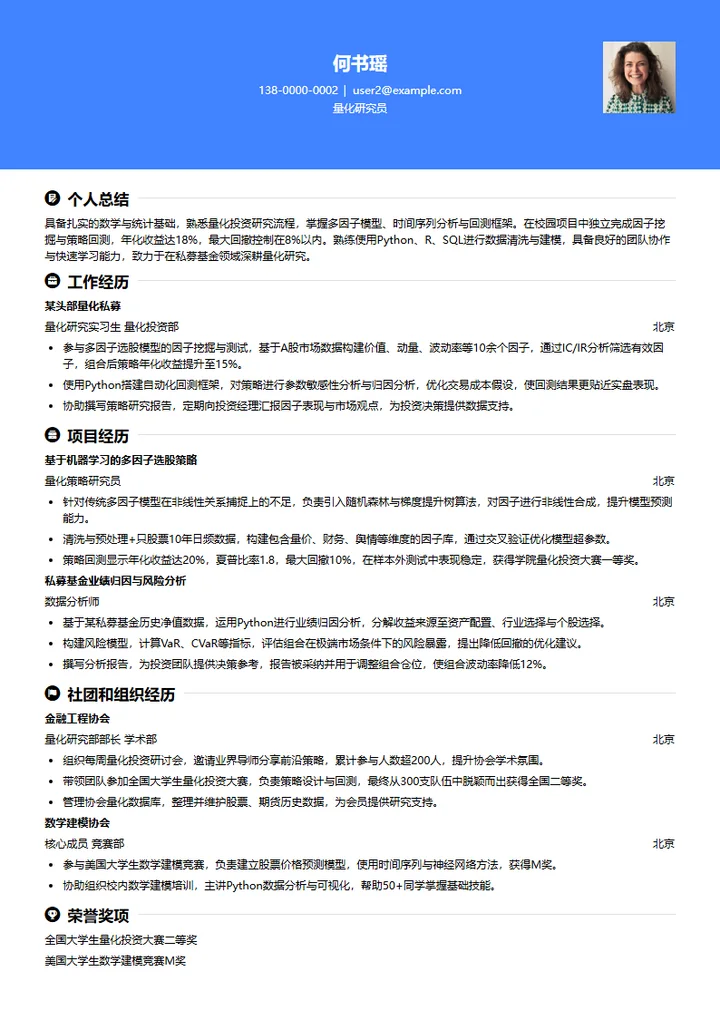 何书瑶
138-0000-0002 | user2@example.com
量化研究员
个人总结
具备扎实的数学与统计基础，熟悉量化投资研究流程，掌握多因子模型、时间序列分析与回测框架。在校园项目中独立完成因子挖
掘与策略回测，年化收益达18%，最大回撤控制在8%以内。熟练使用Python、R、SQL进行数据清洗与建模，具备良好的团队协作
与快速学习能力，致力于在私募基金领域深耕量化研究。
工作经历
某头部量化私募
量化研究实习生 量化投资部 北京
• 参与多因子选股模型的因子挖掘与测试，基于A股市场数据构建价值、动量、波动率等10余个因子，通过IC/IR分析筛选有效因
子，组合后策略年化收益提升至15%。
• 使用Python搭建自动化回测框架，对策略进行参数敏感性分析与归因分析，优化交易成本假设，使回测结果更贴近实盘表现。
• 协助撰写策略研究报告，定期向投资经理汇报因子表现与市场观点，为投资决策提供数据支持。
项目经历
基于机器学习的多因子选股策略
量化策略研究员 北京
• 针对传统多因子模型在非线性关系捕捉上的不足，负责引入随机森林与梯度提升树算法，对因子进行非线性合成，提升模型预测
能力。
• 清洗与预处理+只股票10年日频数据，构建包含量价、财务、舆情等维度的因子库，通过交叉验证优化模型超参数。
• 策略回测显示年化收益达20%，夏普比率1.8，最大回撤10%，在样本外测试中表现稳定，获得学院量化投资大赛一等奖。
私募基金业绩归因与风险分析
数据分析师 北京
• 基于某私募基金历史净值数据，运用Python进行业绩归因分析，分解收益来源至资产配置、行业选择与个股选择。
• 构建风险模型，计算VaR、CVaR等指标，评估组合在极端市场条件下的风险暴露，提出降低回撤的优化建议。
• 撰写分析报告，为投资团队提供决策参考，报告被采纳并用于调整组合仓位，使组合波动率降低12%。
社团和组织经历
金融工程协会
量化研究部部长 学术部 北京
• 组织每周量化投资研讨会，邀请业界导师分享前沿策略，累计参与人数超200人，提升协会学术氛围。
• 带领团队参加全国大学生量化投资大赛，负责策略设计与回测，最终从300支队伍中脱颖而出获得全国二等奖。
• 管理协会量化数据库，整理并维护股票、期货历史数据，为会员提供研究支持。
数学建模协会
核心成员 竞赛部 北京
• 参与美国大学生数学建模竞赛，负责建立股票价格预测模型，使用时间序列与神经网络方法，获得M奖。
• 协助组织校内数学建模培训，主讲Python数据分析与可视化，帮助50+同学掌握基础技能。
荣誉奖项
全国大学生量化投资大赛二等奖
美国大学生数学建模竞赛M奖